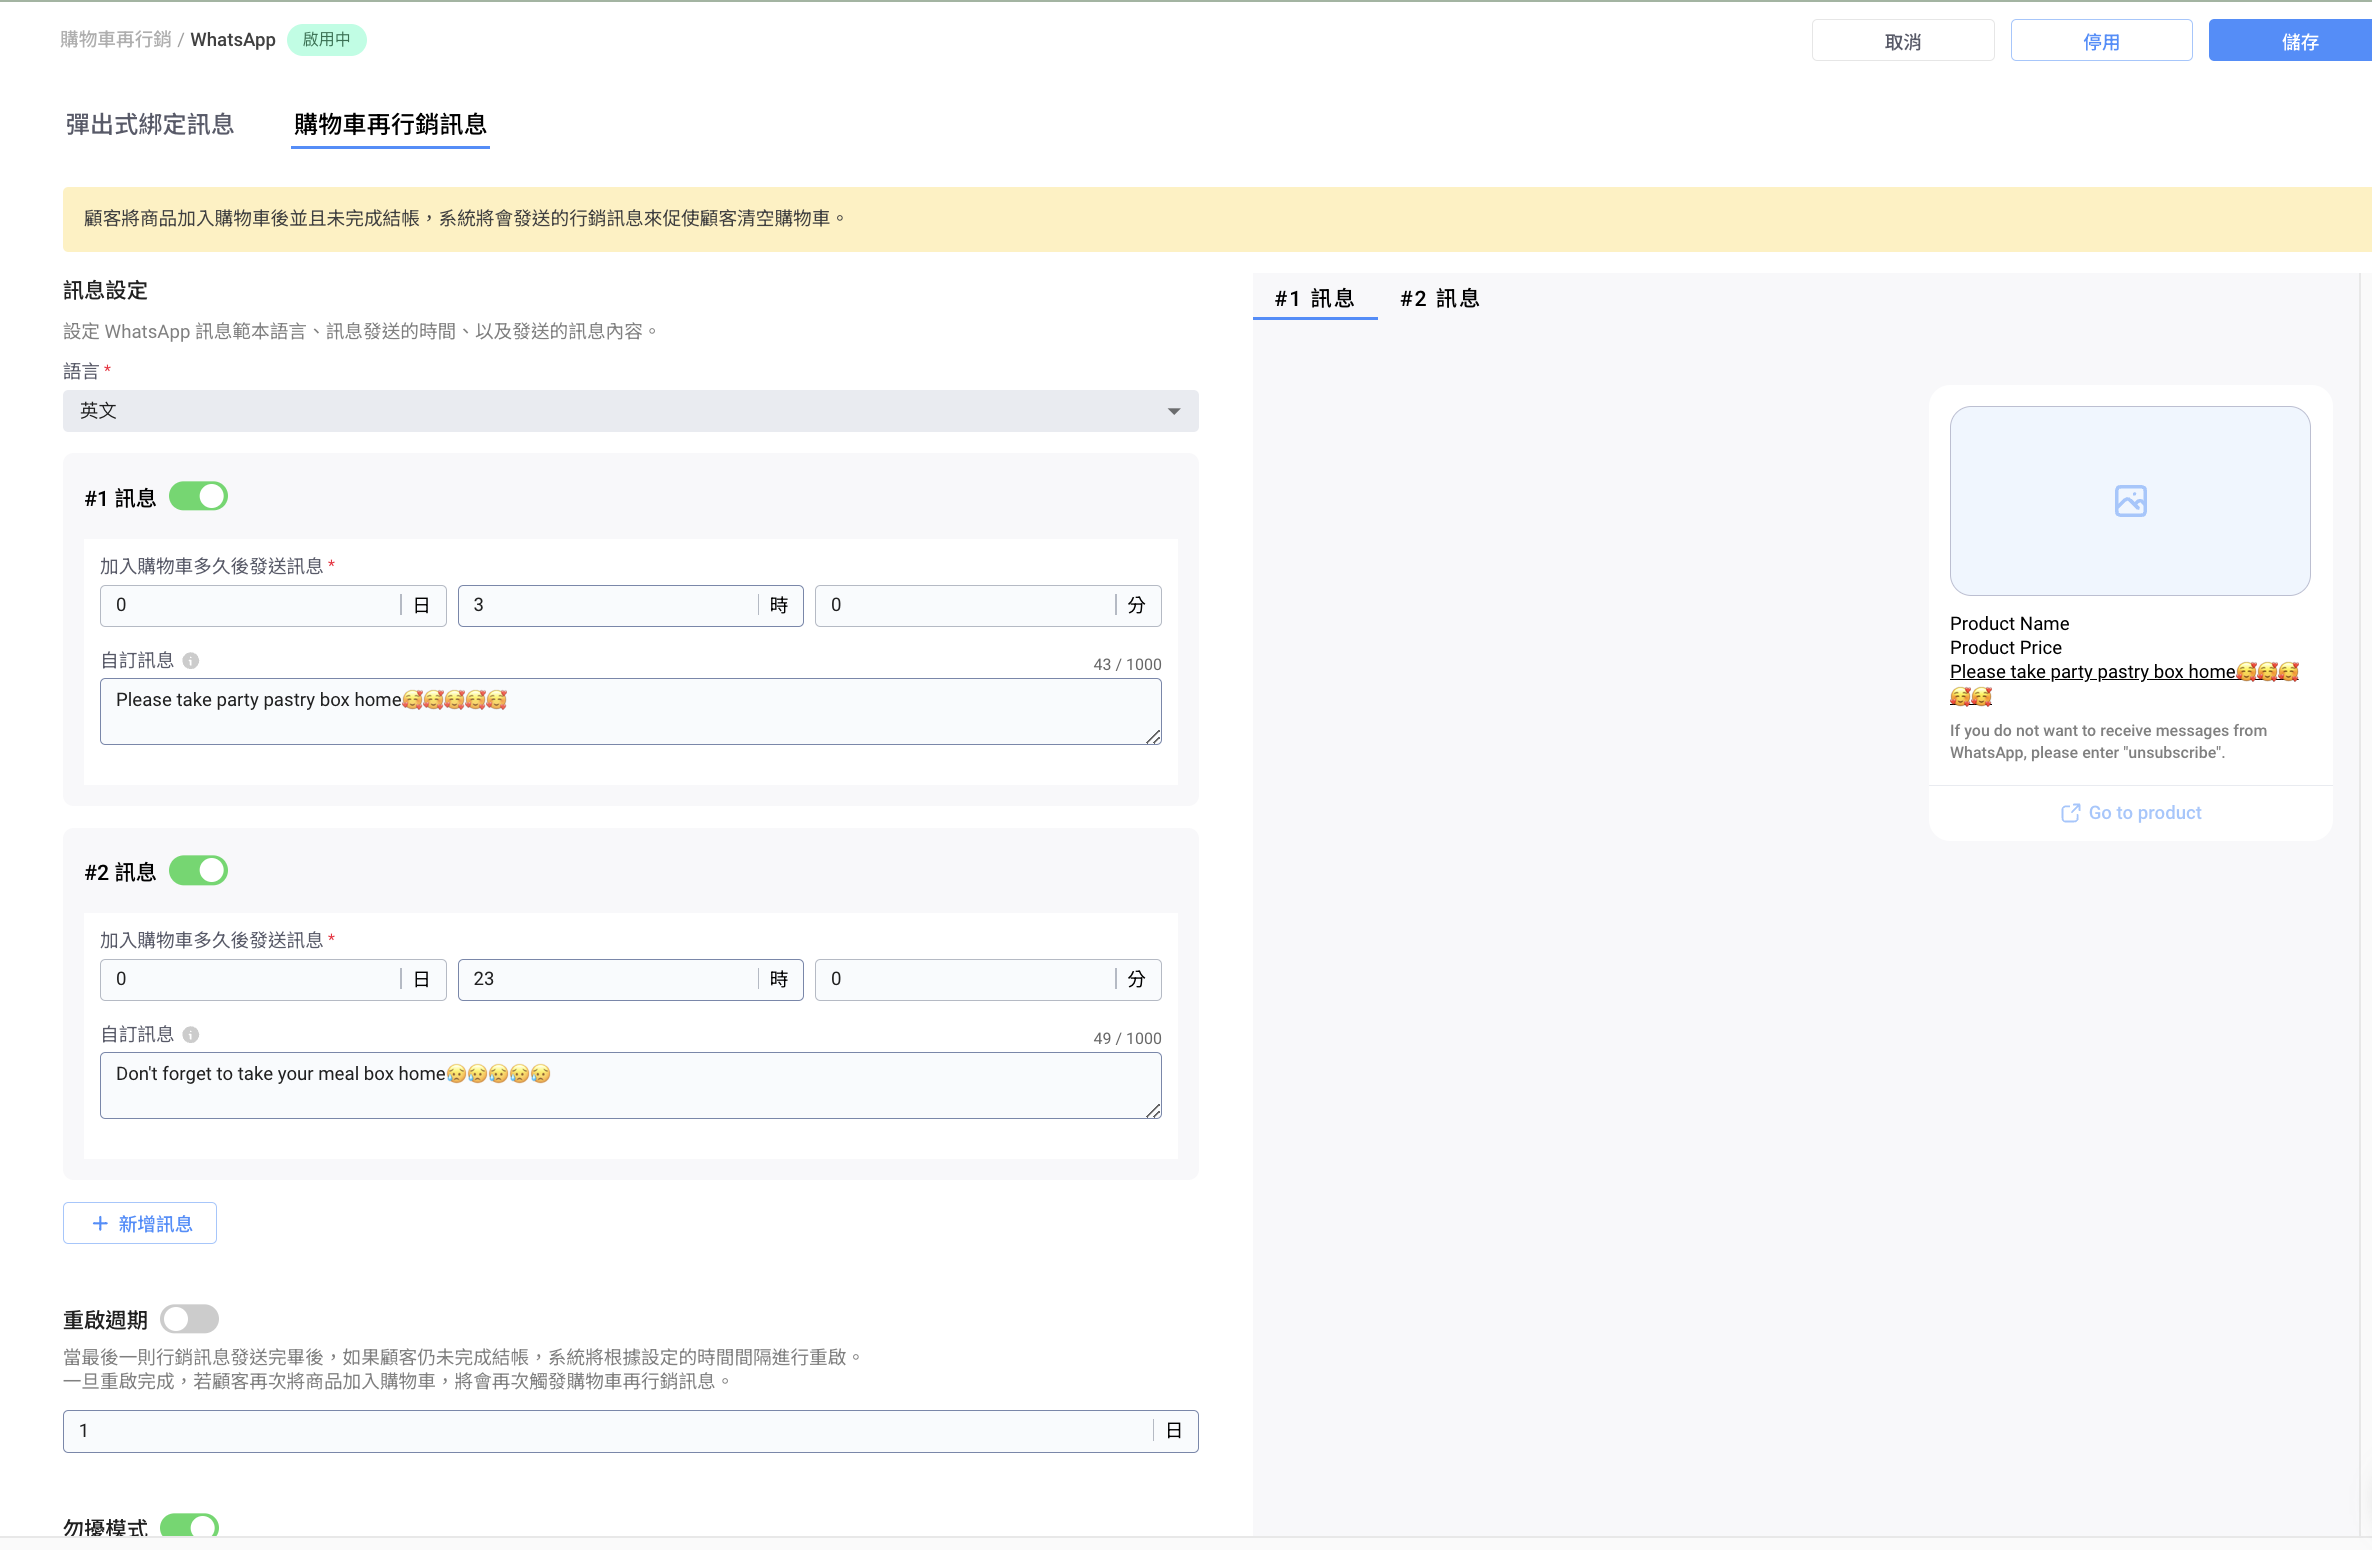 購物車再行銷 / WhatsApp 啟用中
取消 停用 儲存
彈出式綁定訊息 購物車再行銷訊息
顧客將商品加入購物車後並且未完成結帳，系統將會發送的行銷訊息來促使顧客清空購物車。
訊息設定
設定 WhatsApp 訊息範本語言、訊息發送的時間、以及發送的訊息內容。
語言 *
英文
#1 訊息
加入購物車多久後發送訊息 *
0 日 3 時 0 分
自訂訊息 43 / 1000
Please take party pastry box home🥰🥰🥰🥰🥰
#2 訊息
加入購物車多久後發送訊息 *
0 日 23 時 0 分
自訂訊息 49 / 1000
Don't forget to take your meal box home😥😥😥😥😥
+ 新增訊息
重啟週期
當最後一則行銷訊息發送完畢後，如果顧客仍未完成結帳，系統將根據設定的時間間隔進行重啟。
一旦重啟完成，若顧客再次將商品加入購物車，將會再次觸發購物車再行銷訊息。
1 日
勿擾模式
#1 訊息 #2 訊息
Product Name
Product Price
Please take party pastry box home🥰🥰🥰
🥰🥰
If you do not want to receive messages from
WhatsApp, please enter "unsubscribe".
Go to product